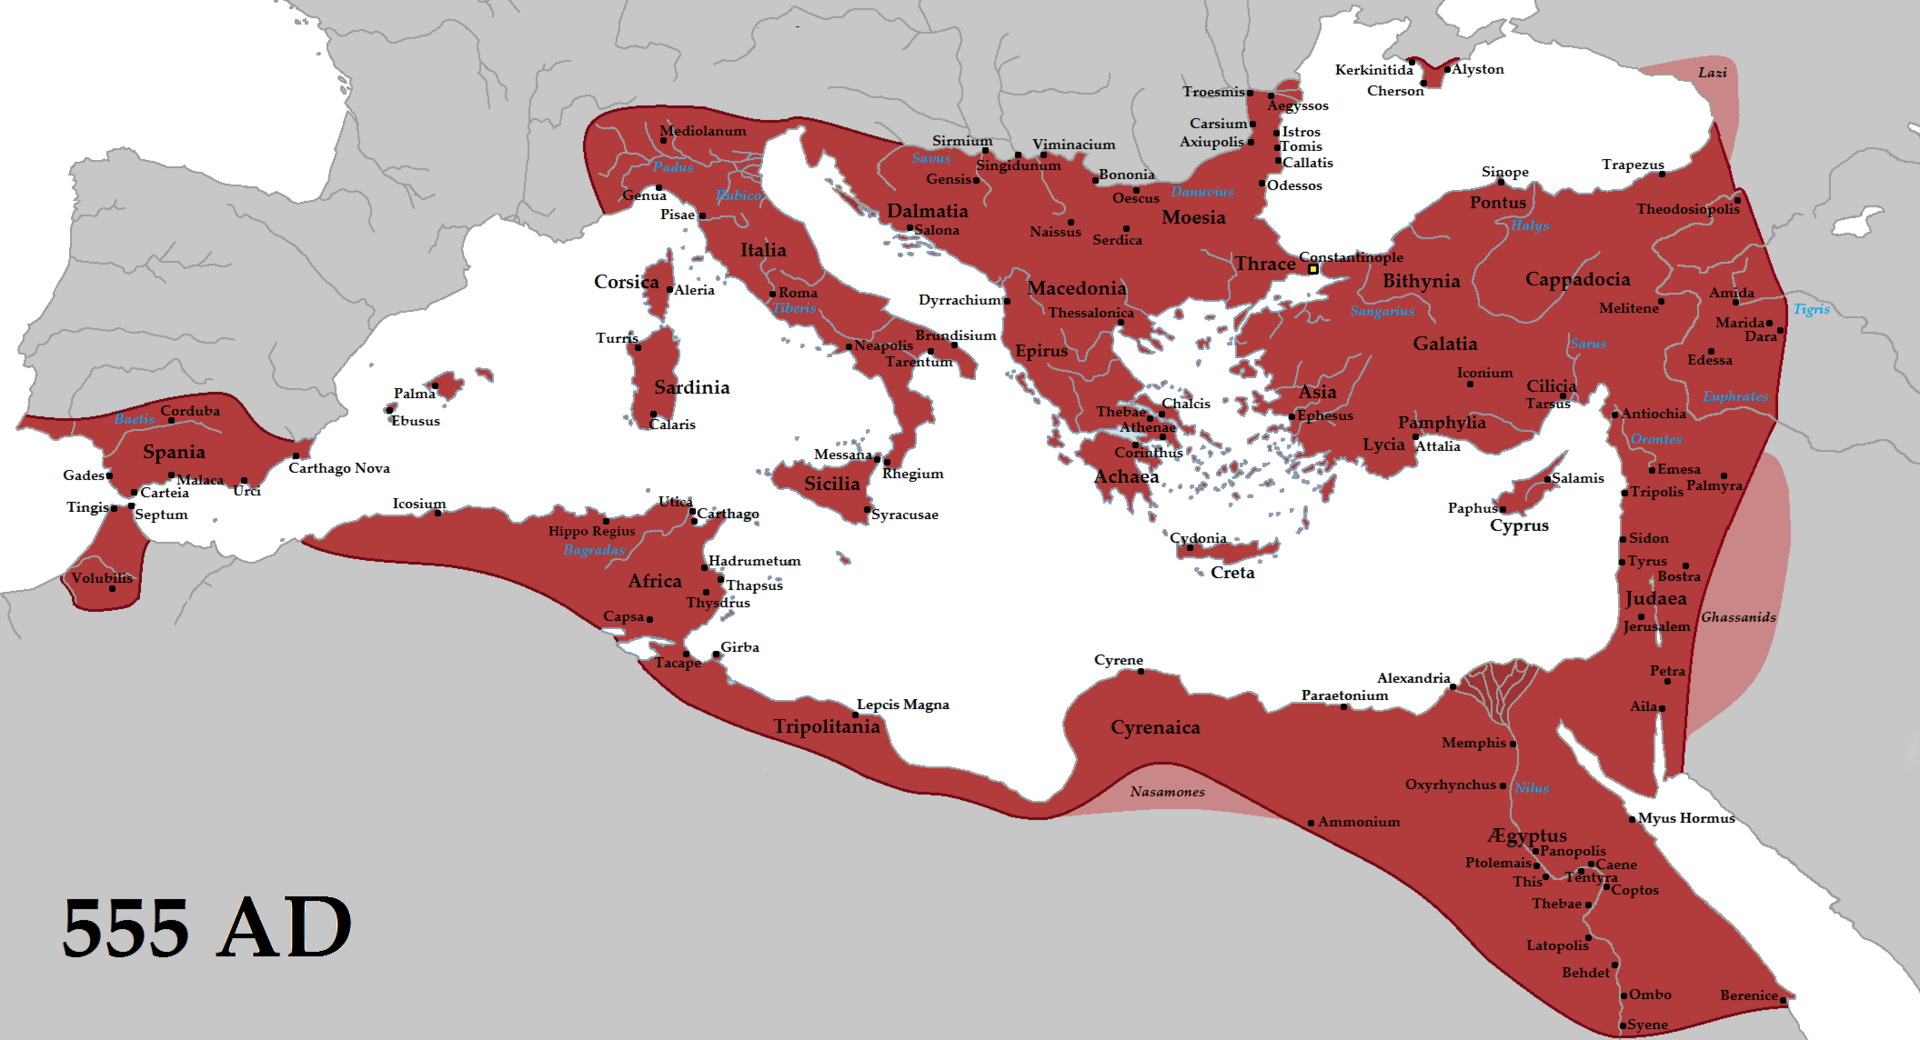 Lazi
Kerkinitida
Alyston
Cherson
Troesmis
Aegyssos
Carsium
Istros
Axiupolis
Tomis
Callatis
Odessos
Mediolanum
Padus
Genua
Rubico
Pisae
Sirmium
Viminacium
Savus
Singidunum
Gensis
Bononia
Oescus
Danuvius
Dalmatia
Moesia
Salona
Naissus
Serdica
Sinope
Trapezus
Pontus
Theodosiopolis
Halys
Italia
Thrace
Constantinople
Bithynia
Cappadocia
Corsica
Aleria
Roma
Tiberis
Dyrrachium
Macedonia
Thessalonica
Sangarius
Melitene
Amida
Tigris
Marida
Dara
Turris
Neapolis
Brundisium
Tarentum
Epirus
Galatia
Sarus
Edessa
Sardinia
Iconium
Cilicia
Tarsus
Euphrates
Palma
Ebusus
Calaris
Asia
Ephesus
Chalcis
Thebae
Athenae
Corinthus
Achaea
Pamphylia
Lycia
Attalia
Antiochia
Orontes
Baetis
Corduba
Spania
Carthago Nova
Gades
Malaca
Urci
Carteia
Tingis
Septum
Icosium
Messana
Rhegium
Sicilia
Syracusae
Emesa
Palmyra
Salamis
Tripolis
Paphus
Cyprus
Utica
Carthago
Hippo Regius
Bagradas
Cydonia
Creta
Sidon
Tyrus
Bostra
Volubilis
Africa
Hadrumetum
Thapsus
Thysdrus
Capsa
Judaea
Jerusalem
Ghassanids
Girba
Tacape
Cyrene
Alexandria
Petra
Paraetonium
Aila
Lepcis Magna
Tripolitania
Cyrenaica
Memphis
Nasamones
Oxyrhynchus
Nilus
Ammonium
Myus Hormus
Ægyptus
Panopolis
Ptolemais
Caene
This
Tentyra
Coptos
Thebae
555 AD
Latopolis
Behdet
Ombo
Berenice
Syene